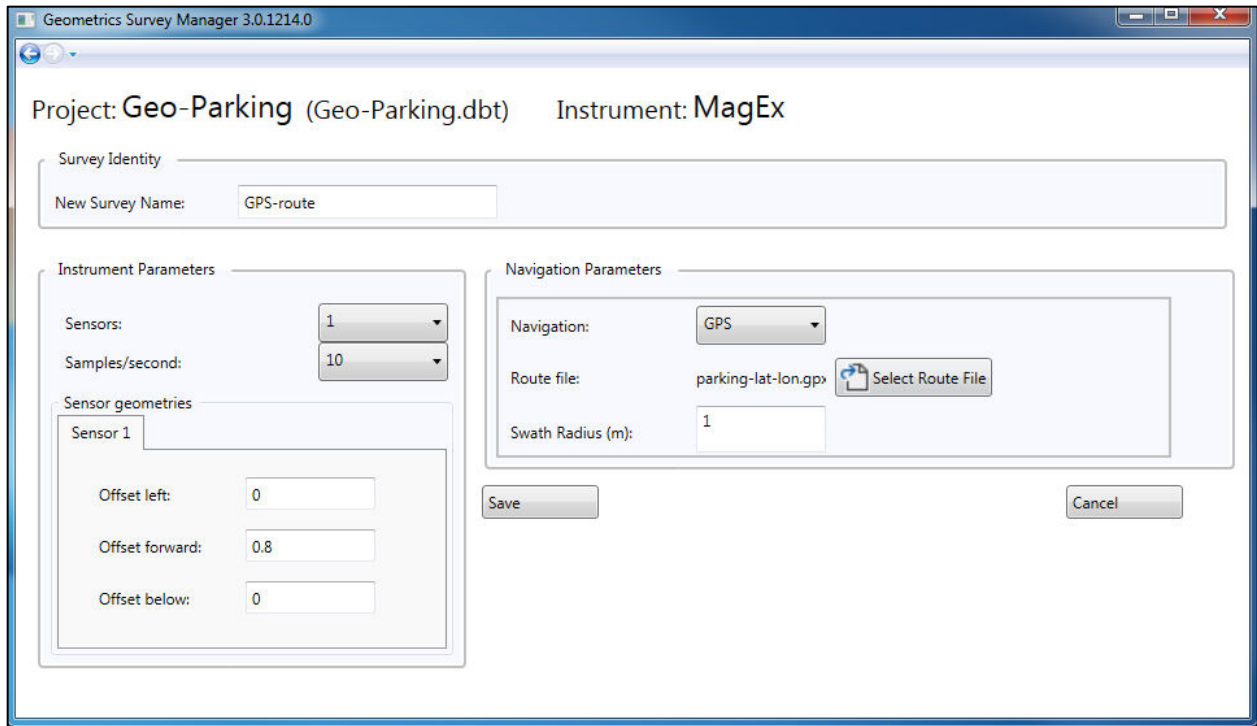 Geometrics Survey Manager 3.0.1214.0
Project: Geo-Parking (Geo-Parking.dbt) Instrument: MagEx
Survey Identity
New Survey Name: GPS-route
Instrument Parameters
Sensors: 1
Samples/second: 10
Sensor geometries
Sensor 1
Offset left: 0
Offset forward: 0.8
Offset below: 0
Navigation Parameters
Navigation: GPS
Route file: parking-lat-lon.gpx Select Route File
Swath Radius (m): 1
Save Cancel